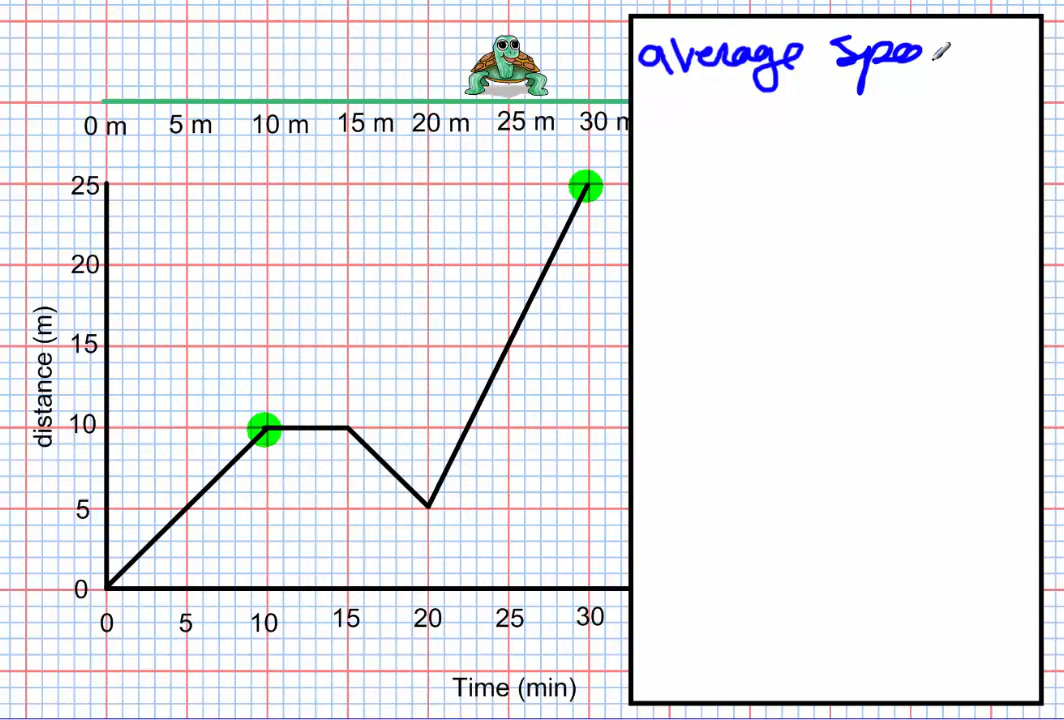 average spee
0 m 5 m 10 m 15 m 20 m 25 m 30 m
25
20
15
10
5
0
distance (m)
0 5 10 15 20 25 30
Time (min)